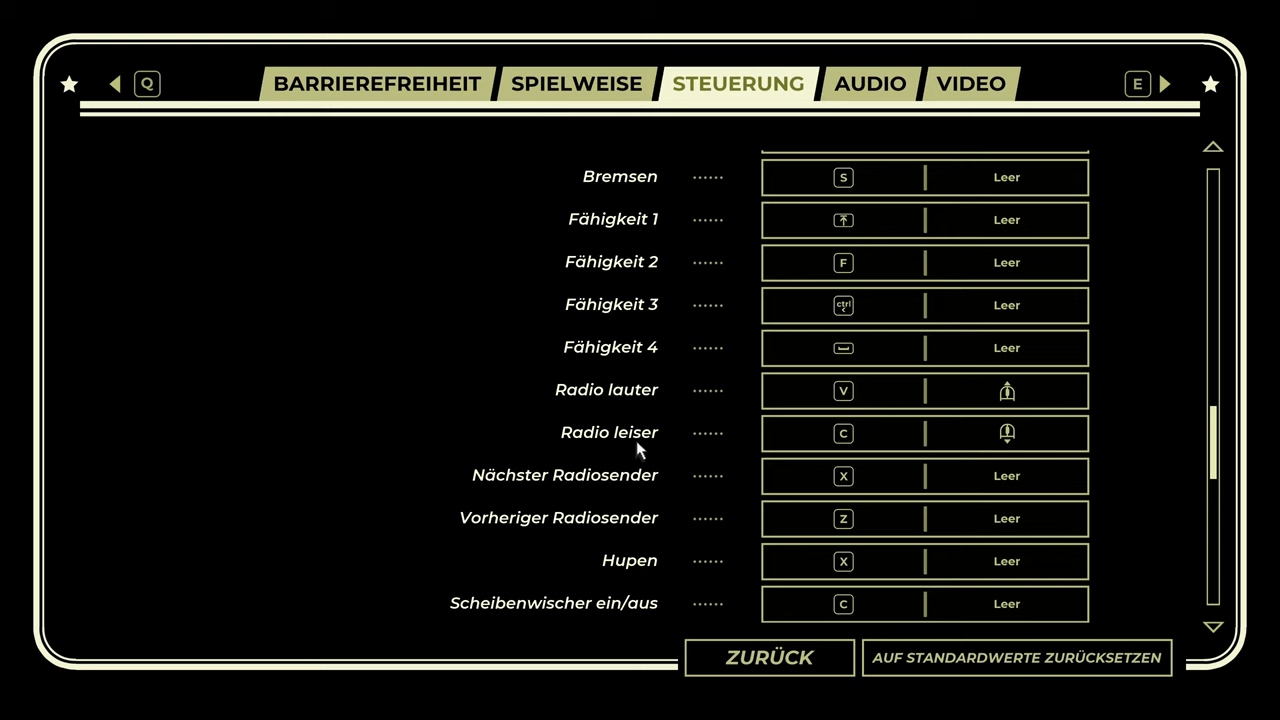 Q BARRIEREFREIHEIT SPIELWEISE STEUERUNG AUDIO VIDEO E
Bremsen ...... S Leer
Fähigkeit 1 ...... Leer
Fähigkeit 2 ...... F Leer
Fähigkeit 3 ...... ctrl Leer
Fähigkeit 4 ...... Leer
Radio lauter ...... V
Radio leiser ...... C
Nächster Radiosender ...... X Leer
Vorheriger Radiosender ...... Z Leer
Hupen ...... X Leer
Scheibenwischer ein/aus ...... C Leer
ZURÜCK AUF STANDARDWERTE ZURÜCKSETZEN